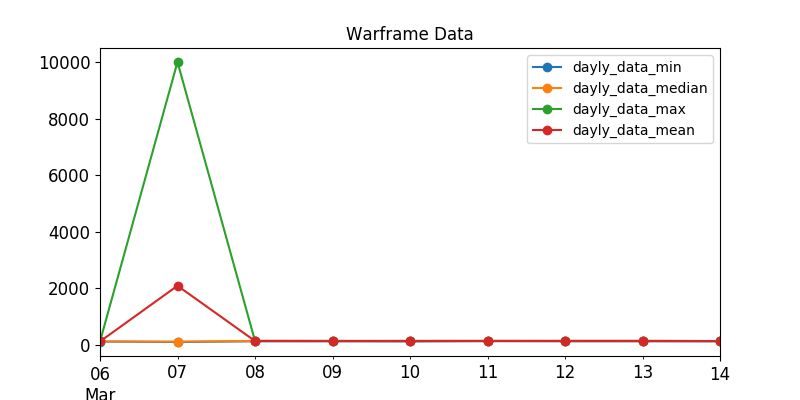 Warframe Data
dayly_data_min
dayly_data_median
dayly_data_max
dayly_data_mean
10000
8000
6000
4000
2000
0
06 07 08 09 10 11 12 13 14
Mar